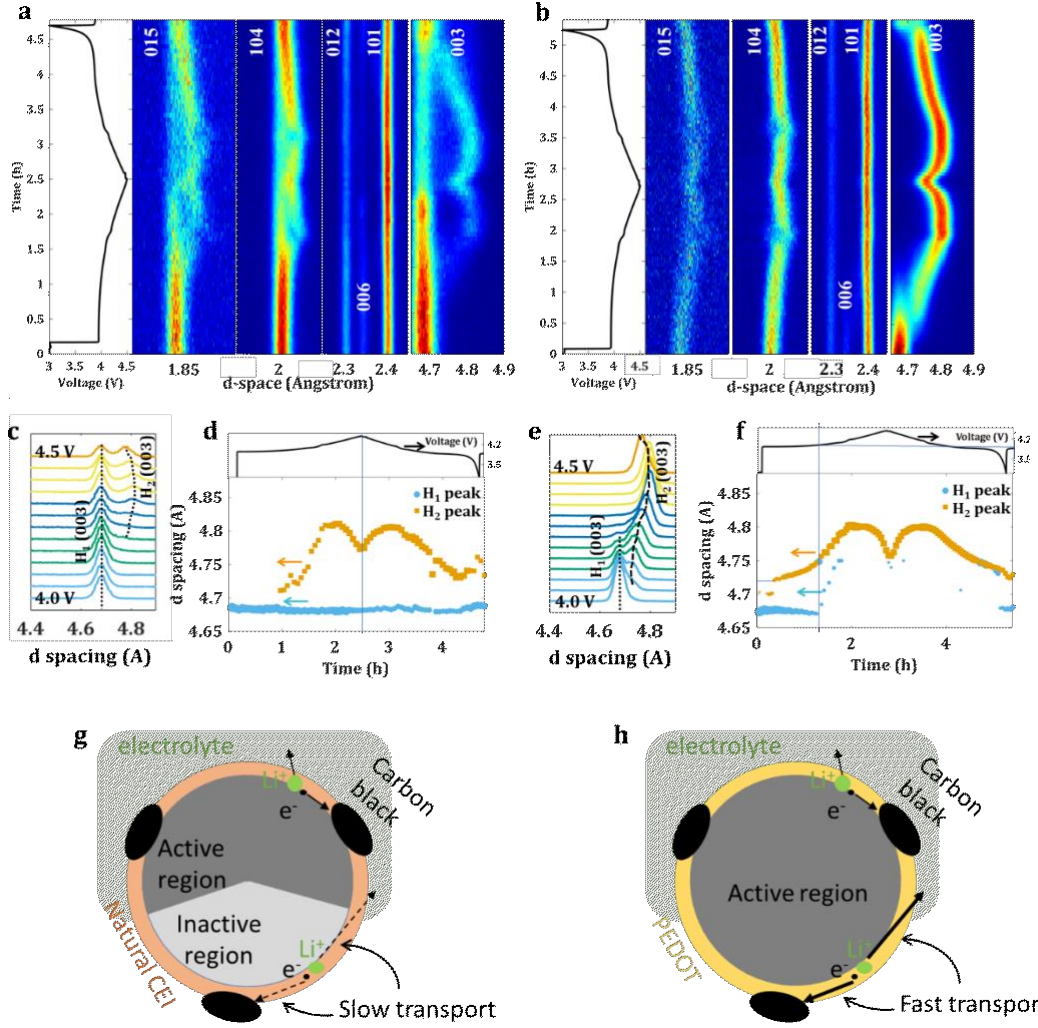 a
015
104
012
101
003
006
4.5
4
3.5
3
2.5
2
1.5
1
0.5
0
Time (h)
3 3.5 4 4.5
Voltage (V)
1.85
2
2.3
2.4
4.7
4.8
4.9
d-space (Angstrom)
b
015
104
012
101
003
006
5
4.5
4
3.5
3
2.5
2
1.5
1
0.5
0
Time (h)
3 3.5 4 4.5
Voltage (V)
1.85
2
2.3
2.4
4.7
4.8
4.9
d-space (Angstrom)
c
4.5 V
H2 (003)
H1 (003)
4.0 V
4.4 4.6 4.8
d spacing (A)
d
Voltage (V)
4.2
3.5
H1 peak
H2 peak
4.85
4.8
4.75
4.7
4.65
d spacing (A)
0 1 2 3 4
Time (h)
e
4.5 V
H2 (003)
H1 (003)
4.0 V
4.4 4.6 4.8
d spacing (A)
f
Voltage (V)
4.2
H1 peak
H2 peak
4.85
4.8
4.75
4.7
4.65
d spacing (A)
0 2 4
Time (h)
g
electrolyte
Carbon
black
Li+
e-
Active
region
Inactive
region
Li+
e-
Natural CEI
Slow transport
h
electrolyte
Carbon
black
Li+
e-
Active region
Li+
e-
PEDOT
Fast transpor